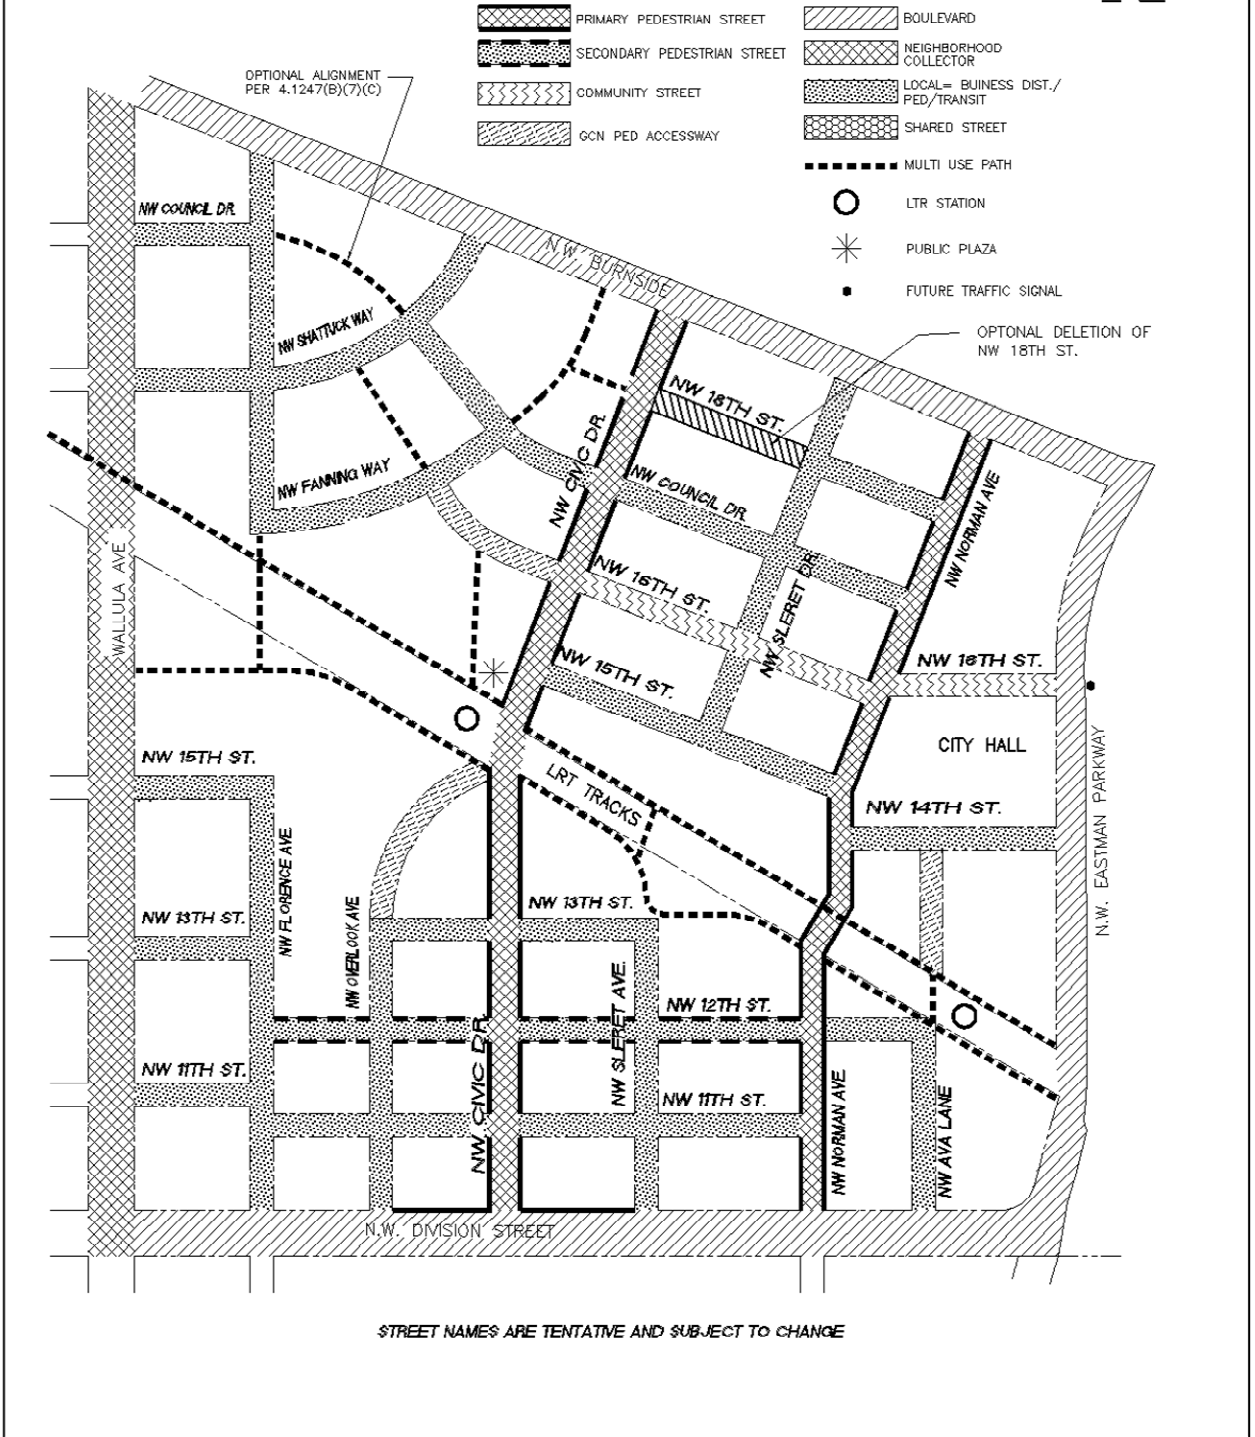 PRIMARY PEDESTRIAN STREET
SECONDARY PEDESTRIAN STREET
COMMUNITY STREET
GCN PED ACCESSWAY
BOULEVARD
NEIGHBORHOOD
COLLECTOR
LOCAL= BUINESS DIST./
PED/TRANSIT
SHARED STREET
MULTI USE PATH
LTR STATION
PUBLIC PLAZA
FUTURE TRAFFIC SIGNAL
OPTIONAL ALIGNMENT
PER 4.1247(B)(7)(C)
OPTONAL DELETION OF
NW 18TH ST.
NW COUNCIL DR.
N.W. BURNSIDE
NW SHATTUCK WAY
NW 18TH ST.
NW CIVIC DR.
NW FANNING WAY
NW COUNCIL DR.
NW NORMAN AVE
WALLULA AVE
NW 16TH ST.
NW SLERET DR.
NW 15TH ST.
NW 16TH ST.
CITY HALL
NW 15TH ST.
LRT TRACKS
NW 14TH ST.
N.W. EASTMAN PARKWAY
NW FLORENCE AVE.
NW 13TH ST.
NW OVERLOOK AVE
NW 13TH ST.
NW 12TH ST.
NW SLERET AVE.
NW CIVIC DR.
NW 11TH ST.
NW 11TH ST.
NW NORMAN AVE
NW AVA LANE
N.W. DIVISION STREET
STREET NAMES ARE TENTATIVE AND SUBJECT TO CHANGE